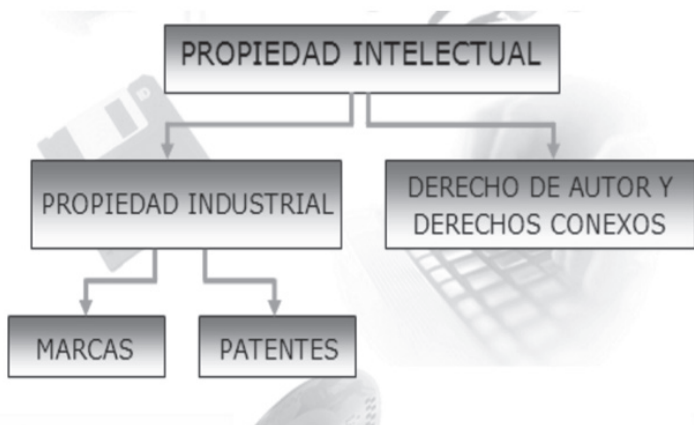 PROPIEDAD INTELECTUAL
PROPIEDAD INDUSTRIAL
DERECHO DE AUTOR Y
DERECHOS CONEXOS
MARCAS
PATENTES